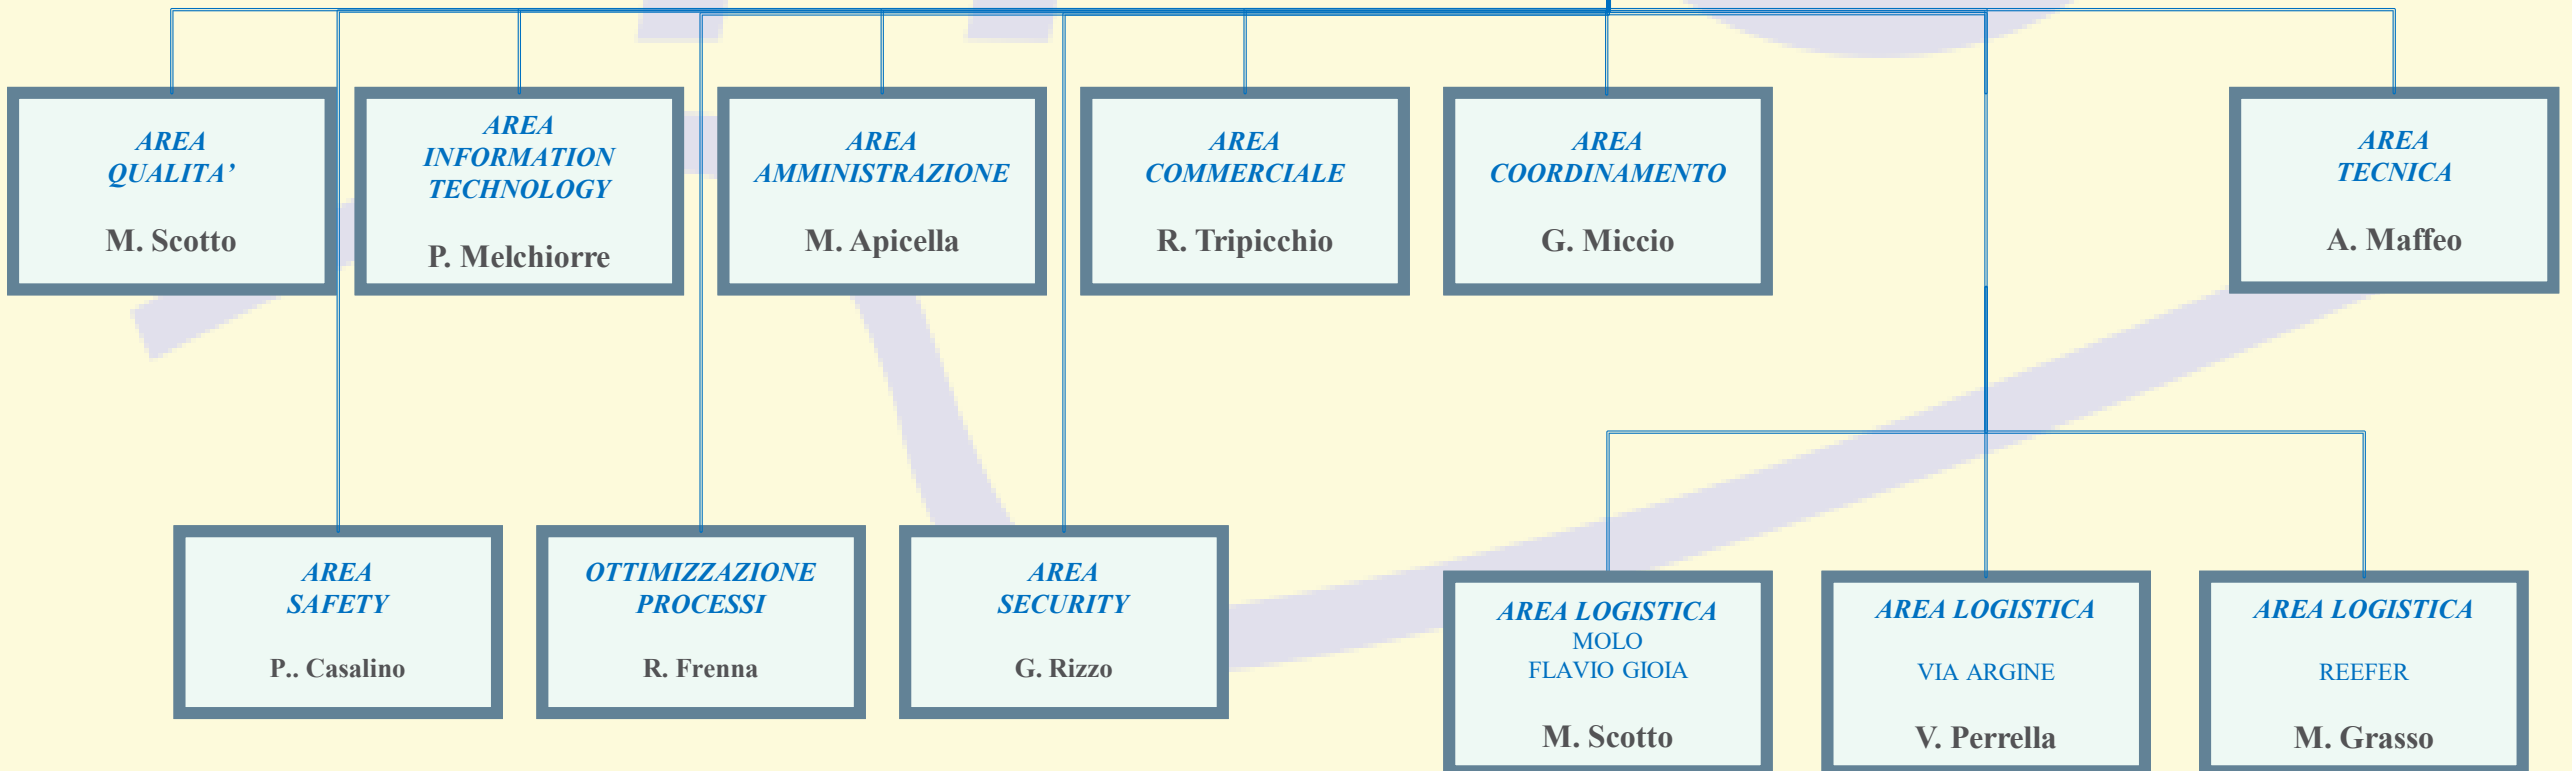 AREA
QUALITA’
M. Scotto
AREA
INFORMATION
TECHNOLOGY
P. Melchiorre
AREA
AMMINISTRAZIONE
M. Apicella
AREA
COMMERCIALE
R. Tripicchio
AREA
COORDINAMENTO
G. Miccio
AREA
TECNICA
A. Maffeo
AREA
SAFETY
P.. Casalino
OTTIMIZZAZIONE
PROCESSI
R. Frenna
AREA
SECURITY
G. Rizzo
AREA LOGISTICA
MOLO
FLAVIO GIOIA
M. Scotto
AREA LOGISTICA
VIA ARGINE
V. Perrella
AREA LOGISTICA
REEFER
M. Grasso